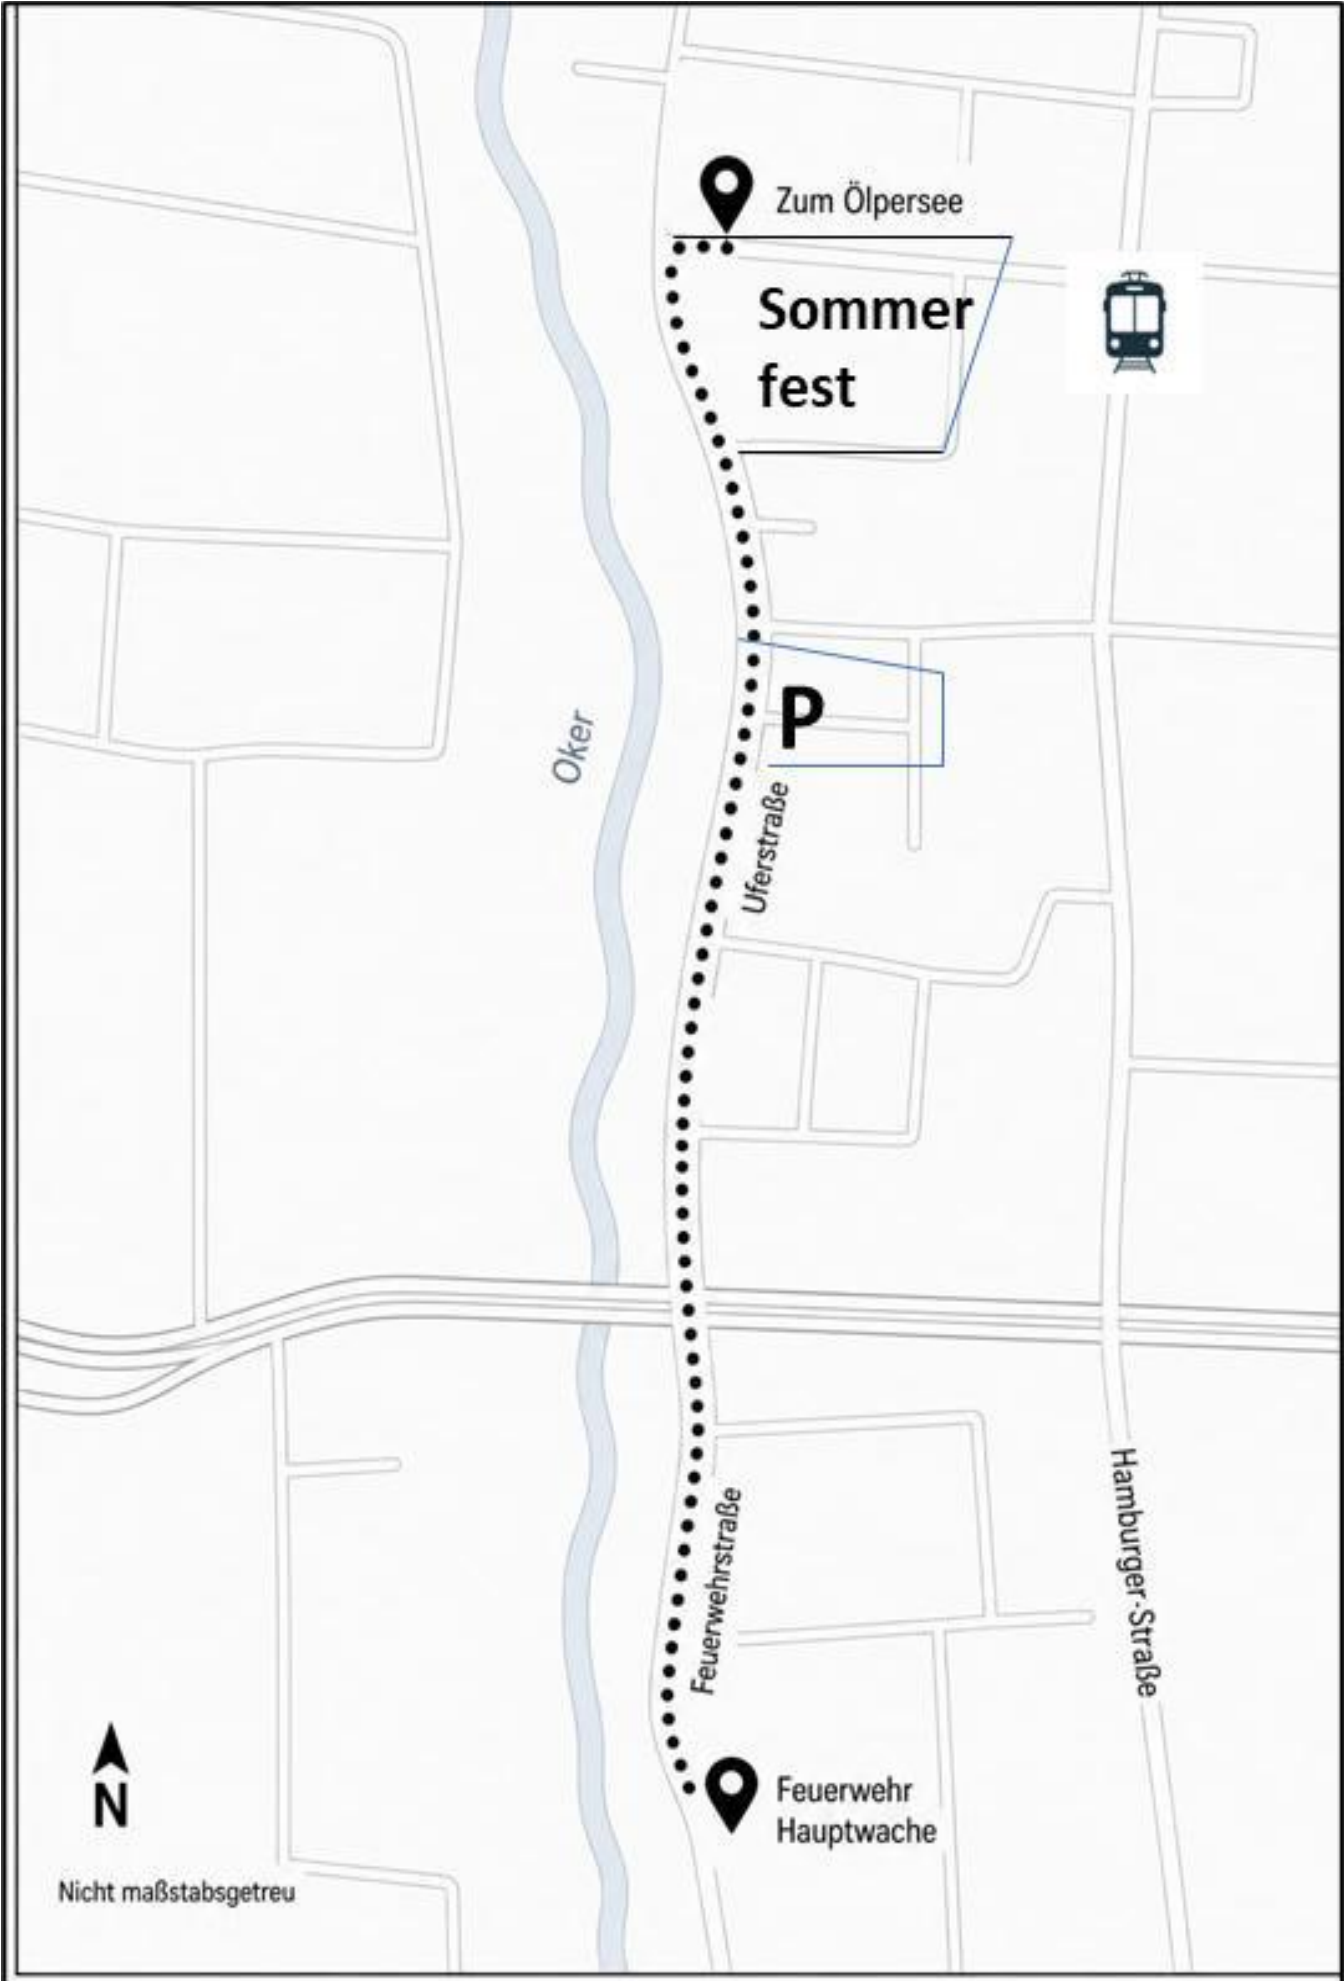 Zum Ölpersee
Sommer
fest
P
Oker
Uferstraße
Hamburger-Straße
Feuerwehrstraße
Feuerwehr
Hauptwache
N
Nicht maßstabsgetreu